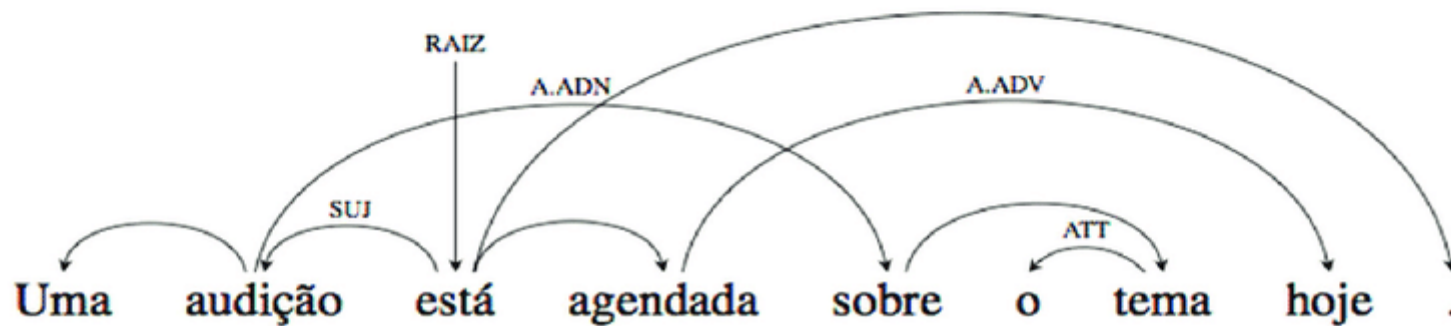 RAIZ
A.ADN
A.ADV
SUJ
ATT
Uma audição está agendada sobre o tema hoje .